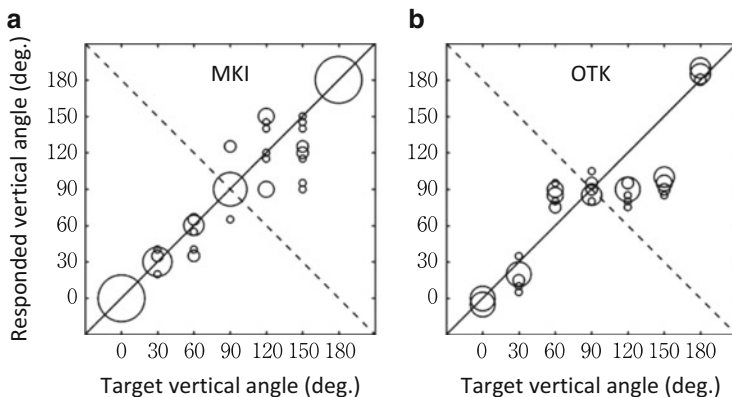 a
b
Responded vertical angle (deg.)
180
150
120
90
60
30
0
MKI
0 30 60 90 120 150 180
Target vertical angle (deg.)
180
150
120
90
60
30
0
OTK
0 30 60 90 120 150 180
Target vertical angle (deg.)